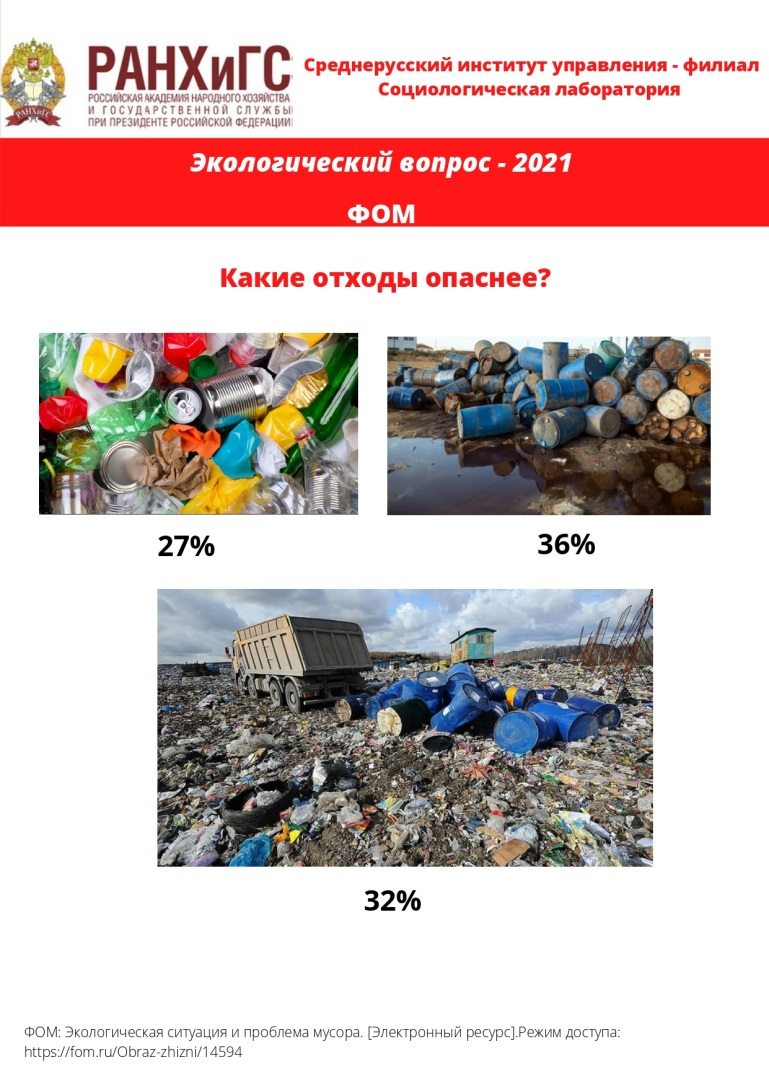 РАНХиГС
РОССИЙСКАЯ АКАДЕМИЯ НАРОДНОГО ХОЗЯЙСТВА
И ГОСУДАРСТВЕННОЙ СЛУЖБЫ
ПРИ ПРЕЗИДЕНТЕ РОССИЙСКОЙ ФЕДЕРАЦИИ
РАНХиГС
Среднерусский институт управления - филиал
Социологическая лаборатория
Экологический вопрос - 2021
ФОМ
Какие отходы опаснее?
27%
36%
32%
ФОМ: Экологическая ситуация и проблема мусора. [Электронный ресурс].Режим доступа:
https://fom.ru/Obraz-zhizni/14594